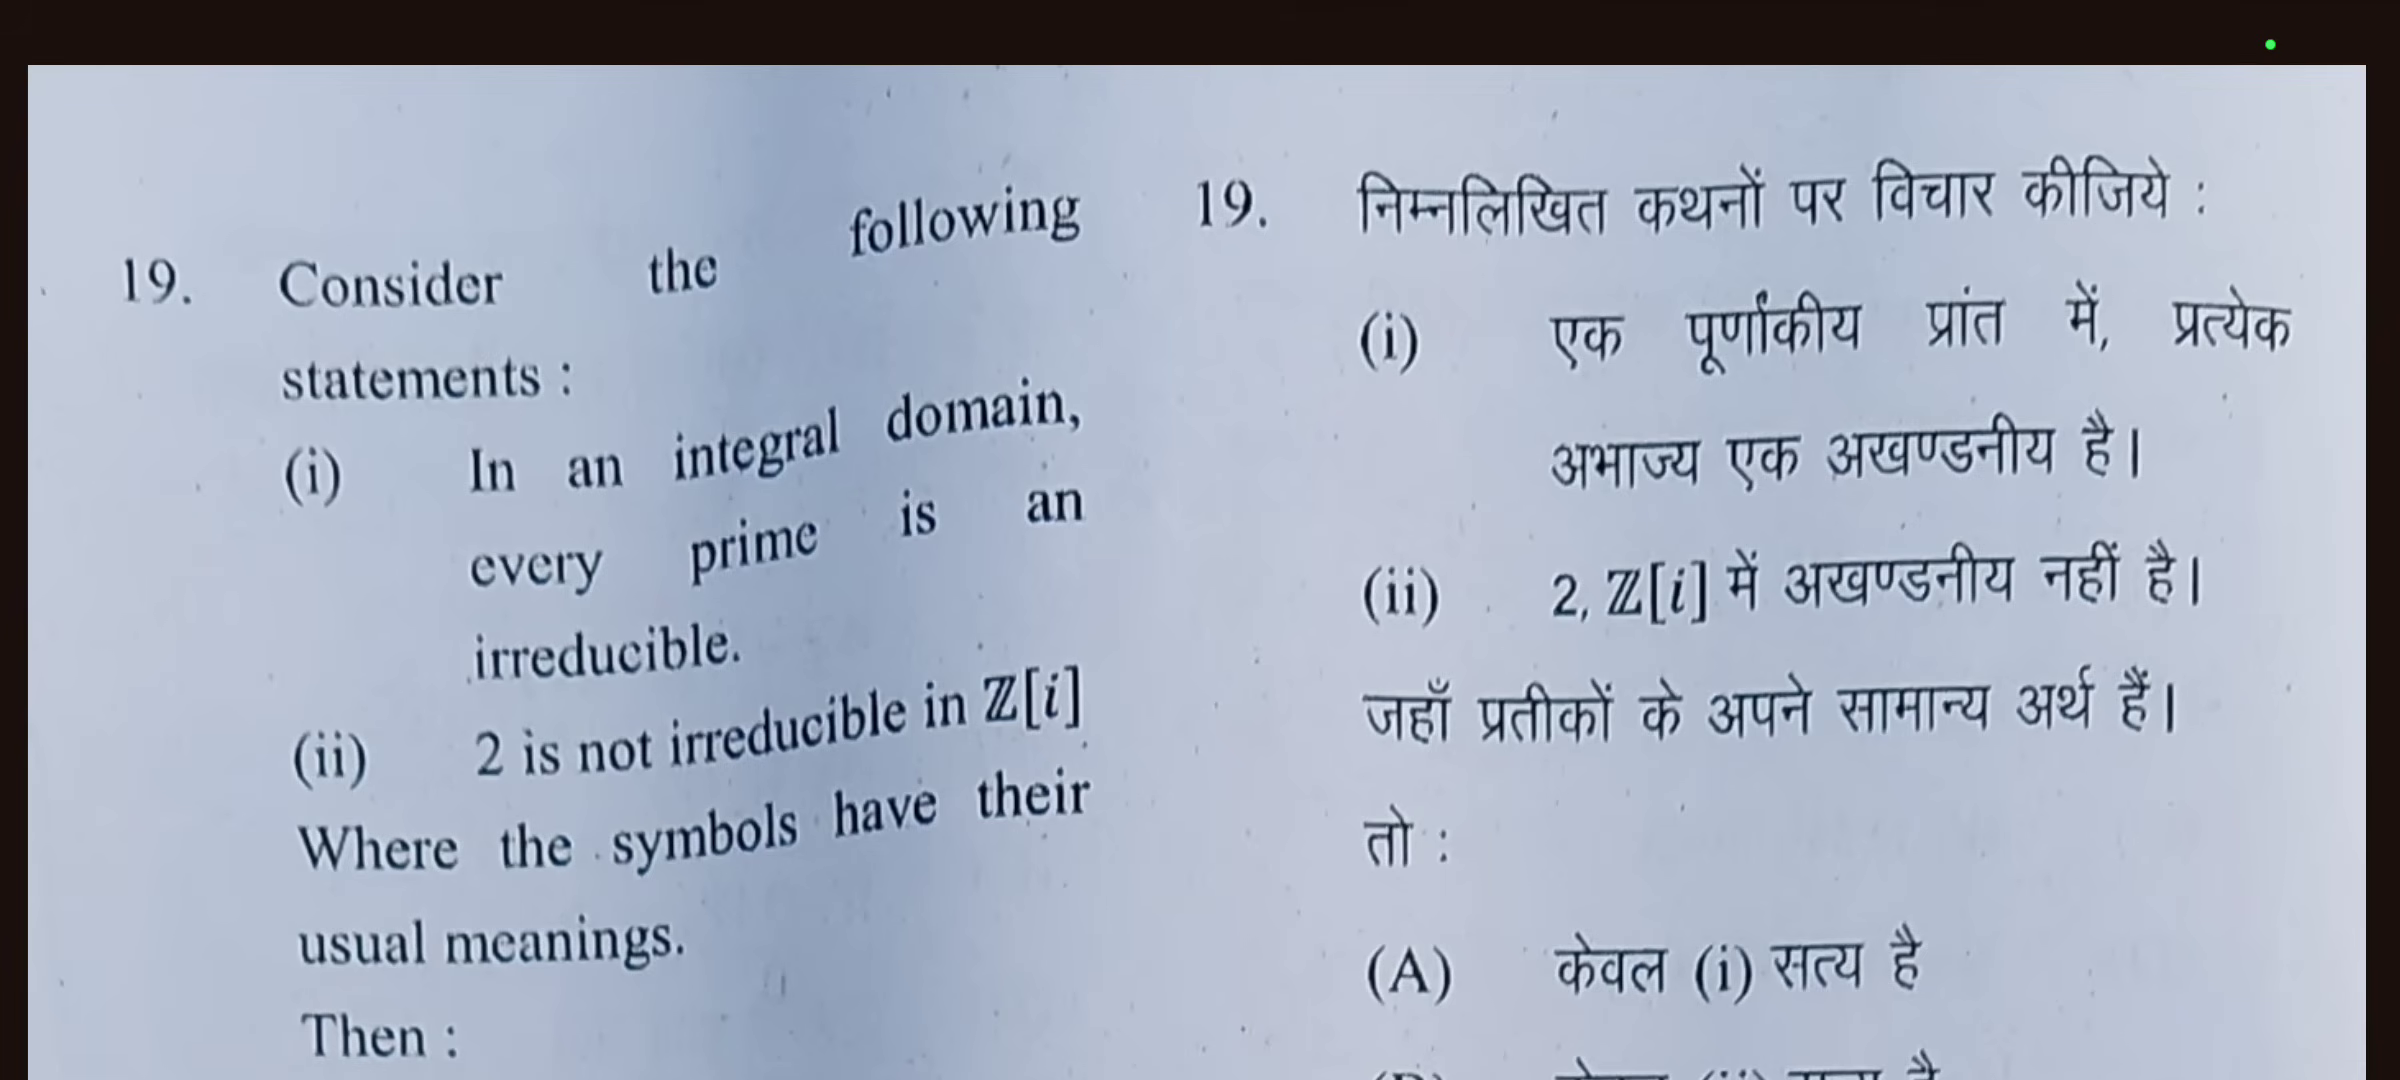 19. Consider the following
statements :
(i) In an integral domain,
every prime is an
irreducible.
(ii) 2 is not irreducible in ℤ[i]
Where the symbols have their
usual meanings.
Then :
19. निम्नलिखित कथनों पर विचार कीजिये :
(i) एक पूर्णांकीय प्रांत में, प्रत्येक
अभाज्य एक अखण्डनीय है।
(ii) 2, ℤ[i] में अखण्डनीय नहीं है।
जहाँ प्रतीकों के अपने सामान्य अर्थ हैं।
तो :
(A) केवल (i) सत्य है